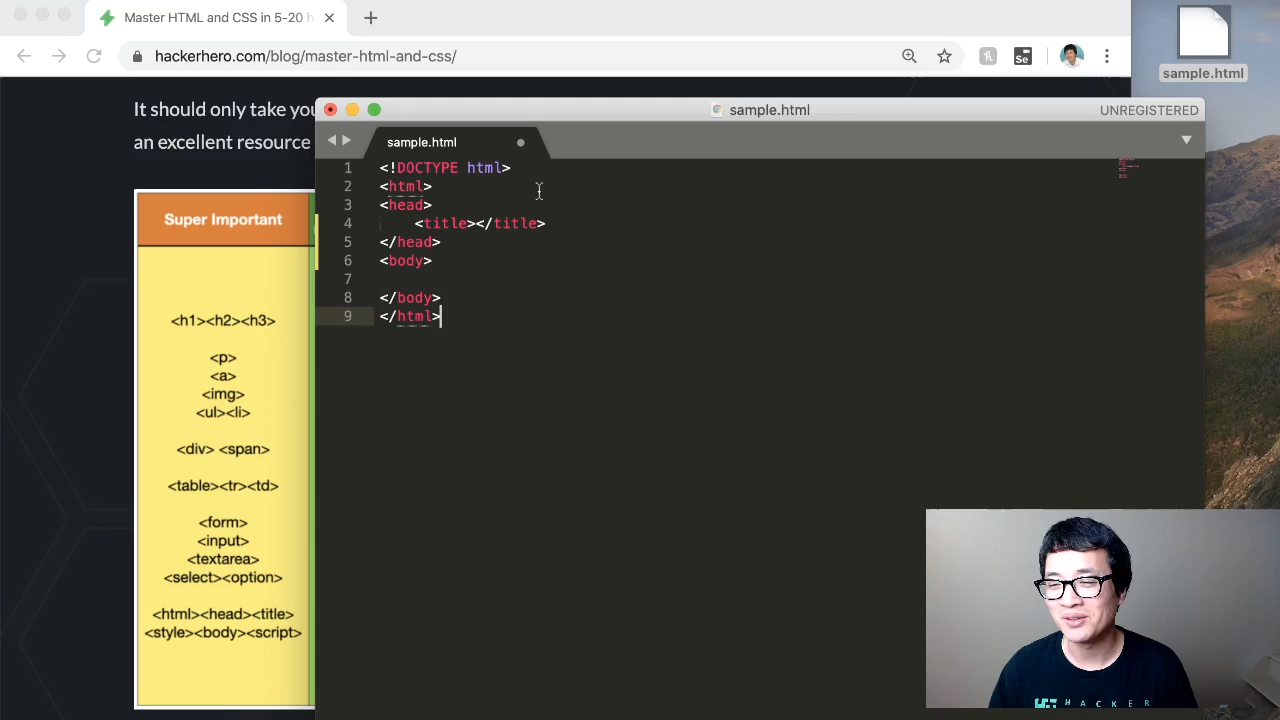 Master HTML and CSS in 5-20 h
hackerhero.com/blog/master-html-and-css/
Se
sample.html
It should only take you
an excellent resource
sample.html
UNREGISTERED
sample.html
1 <!DOCTYPE html>
2 <html>
3 <head>
4 <title></title>
5 </head>
6 <body>
7
8 </body>
9 </html>
Super Important
<h1><h2><h3>
<p>
<a>
<img>
<ul><li>
<div> <span>
<table><tr><td>
<form>
<input>
<textarea>
<select><option>
<html><head><title>
<style><body><script>
HACKER